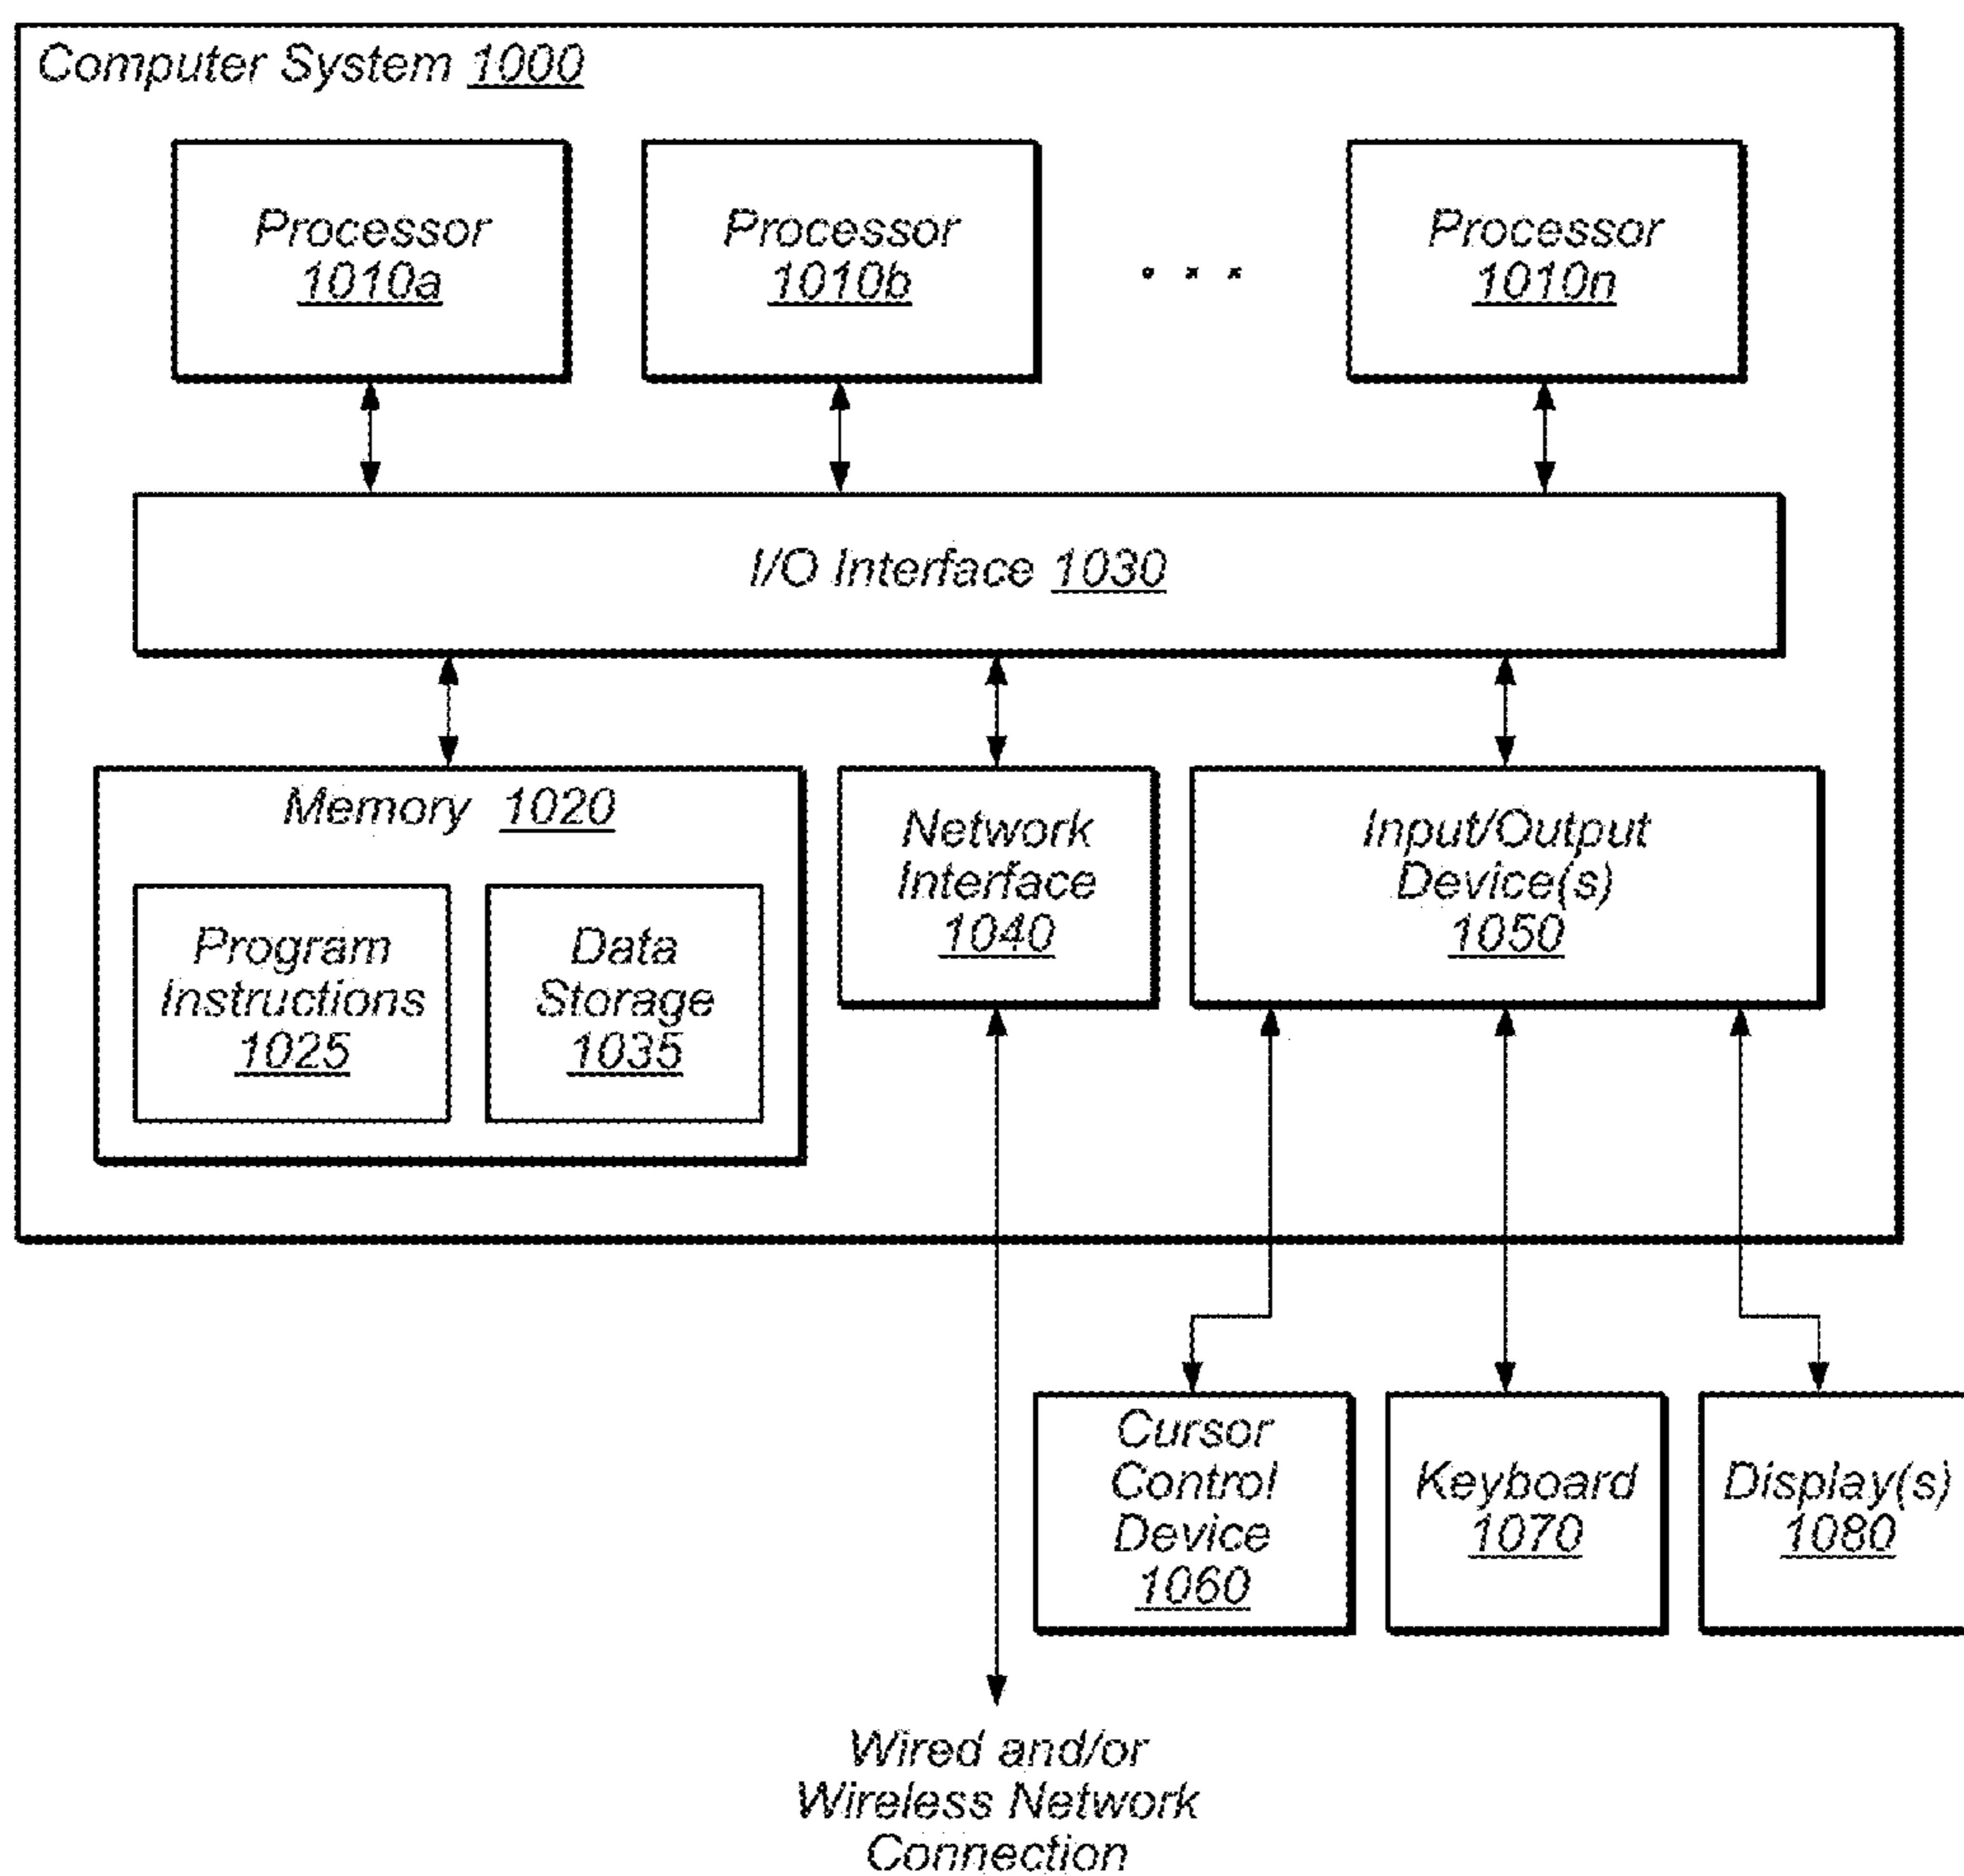 Computer System 1000
Processor
1010a
Processor
1010b
Processor
1010n
I/O Interface 1030
Memory 1020
Program
Instructions
1025
Data
Storage
1035
Network
Interface
1040
Input/Output
Device(s)
1050
Cursor
Control
Device
1060
Keyboard
1070
Display(s)
1080
Wired and/or
Wireless Network
Connection